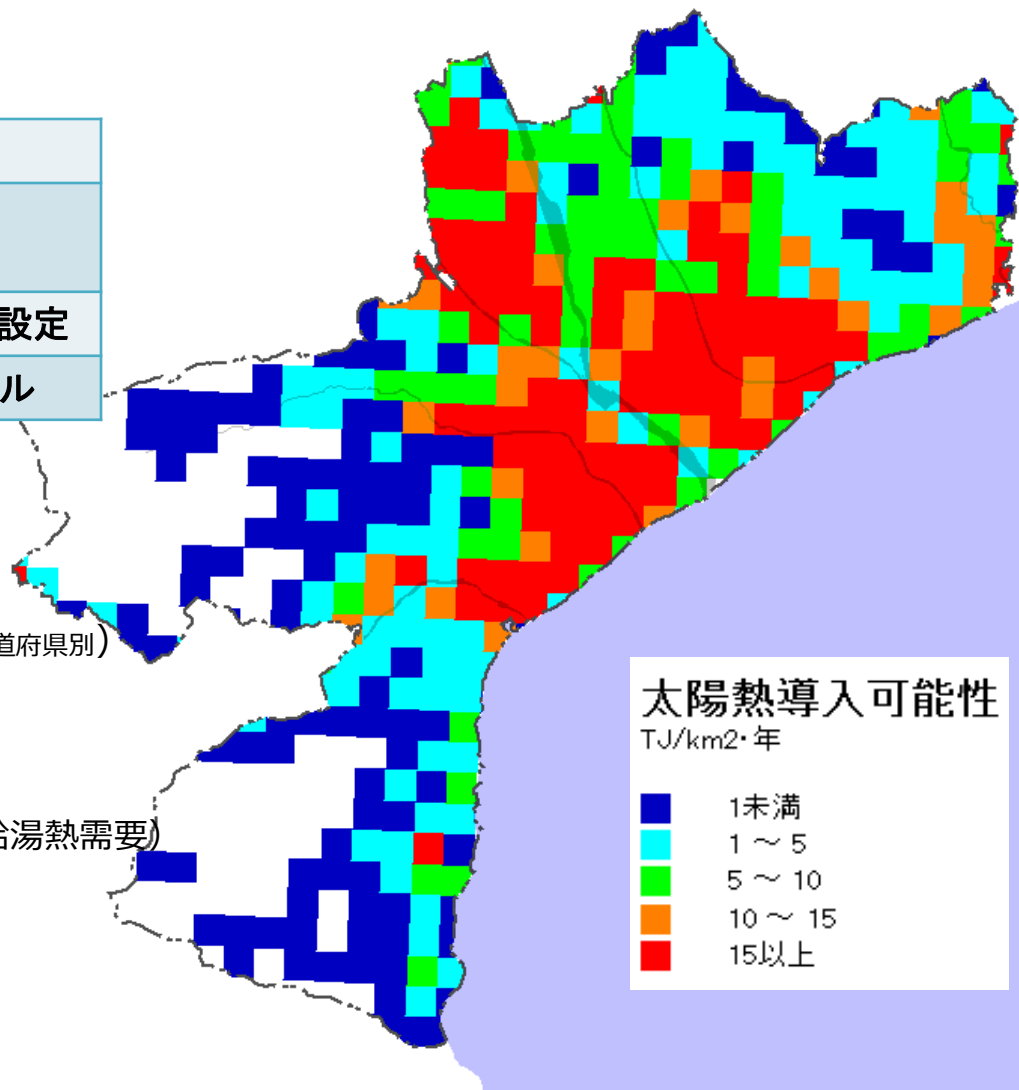 設定
ル
道府県別)
給湯熱需要)
太陽熱導入可能性
TJ/km2・年
1未満
1 ～ 5
5 ～ 10
10 ～ 15
15以上